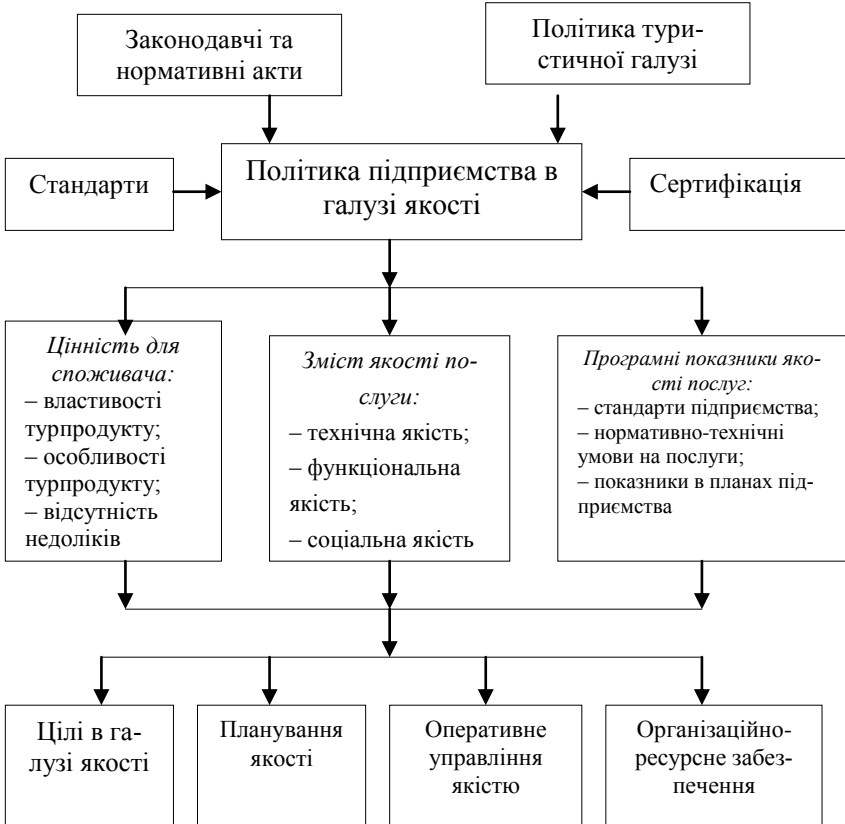 Законодавчі та
нормативні акти
Політика тури-
стичної галузі
Стандарти
Політика підприємства в
галузі якості
Сертифікація
Цінність для
споживача:
– властивості
турпродукту;
– особливості
турпродукту;
– відсутність
недоліків
Зміст якості по-
слуги:
– технічна якість;
– функціональна
якість;
– соціальна якість
Програмні показники яко-
сті послуг:
– стандарти підприємства;
– нормативно-технічні
умови на послуги;
– показники в планах під-
приємства
Цілі в га-
лузі якості
Планування
якості
Оперативне
управління
якістю
Організаційно-
ресурсне забез-
печення